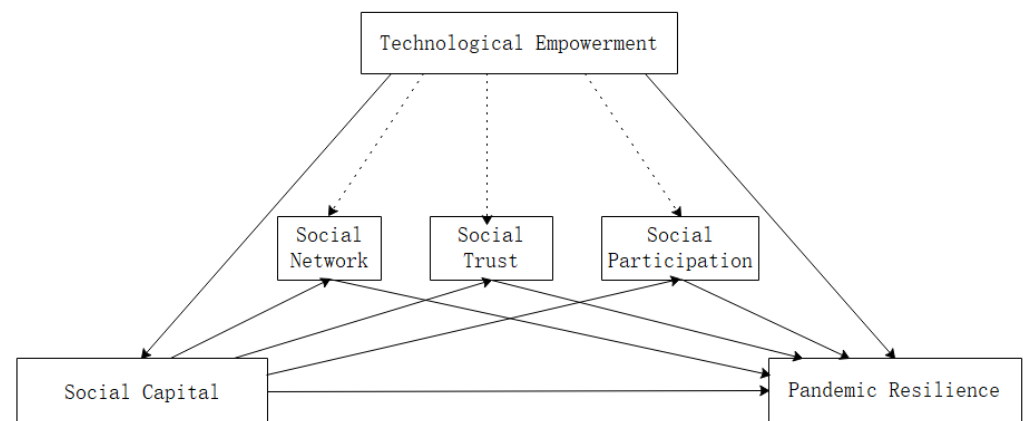 Technological Empowerment
Social
Network
Social
Trust
Social
Participation
Social Capital
Pandemic Resilience